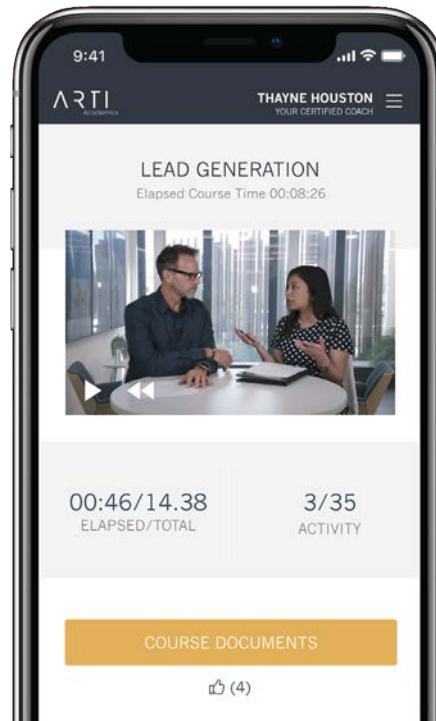 9:41
ARTI
Academics
THAYNE HOUSTON
YOUR CERTIFIED COACH
LEAD GENERATION
Elapsed Course Time 00:08:26
00:46/14.38
ELAPSED/TOTAL
3/35
ACTIVITY
COURSE DOCUMENTS
(4)